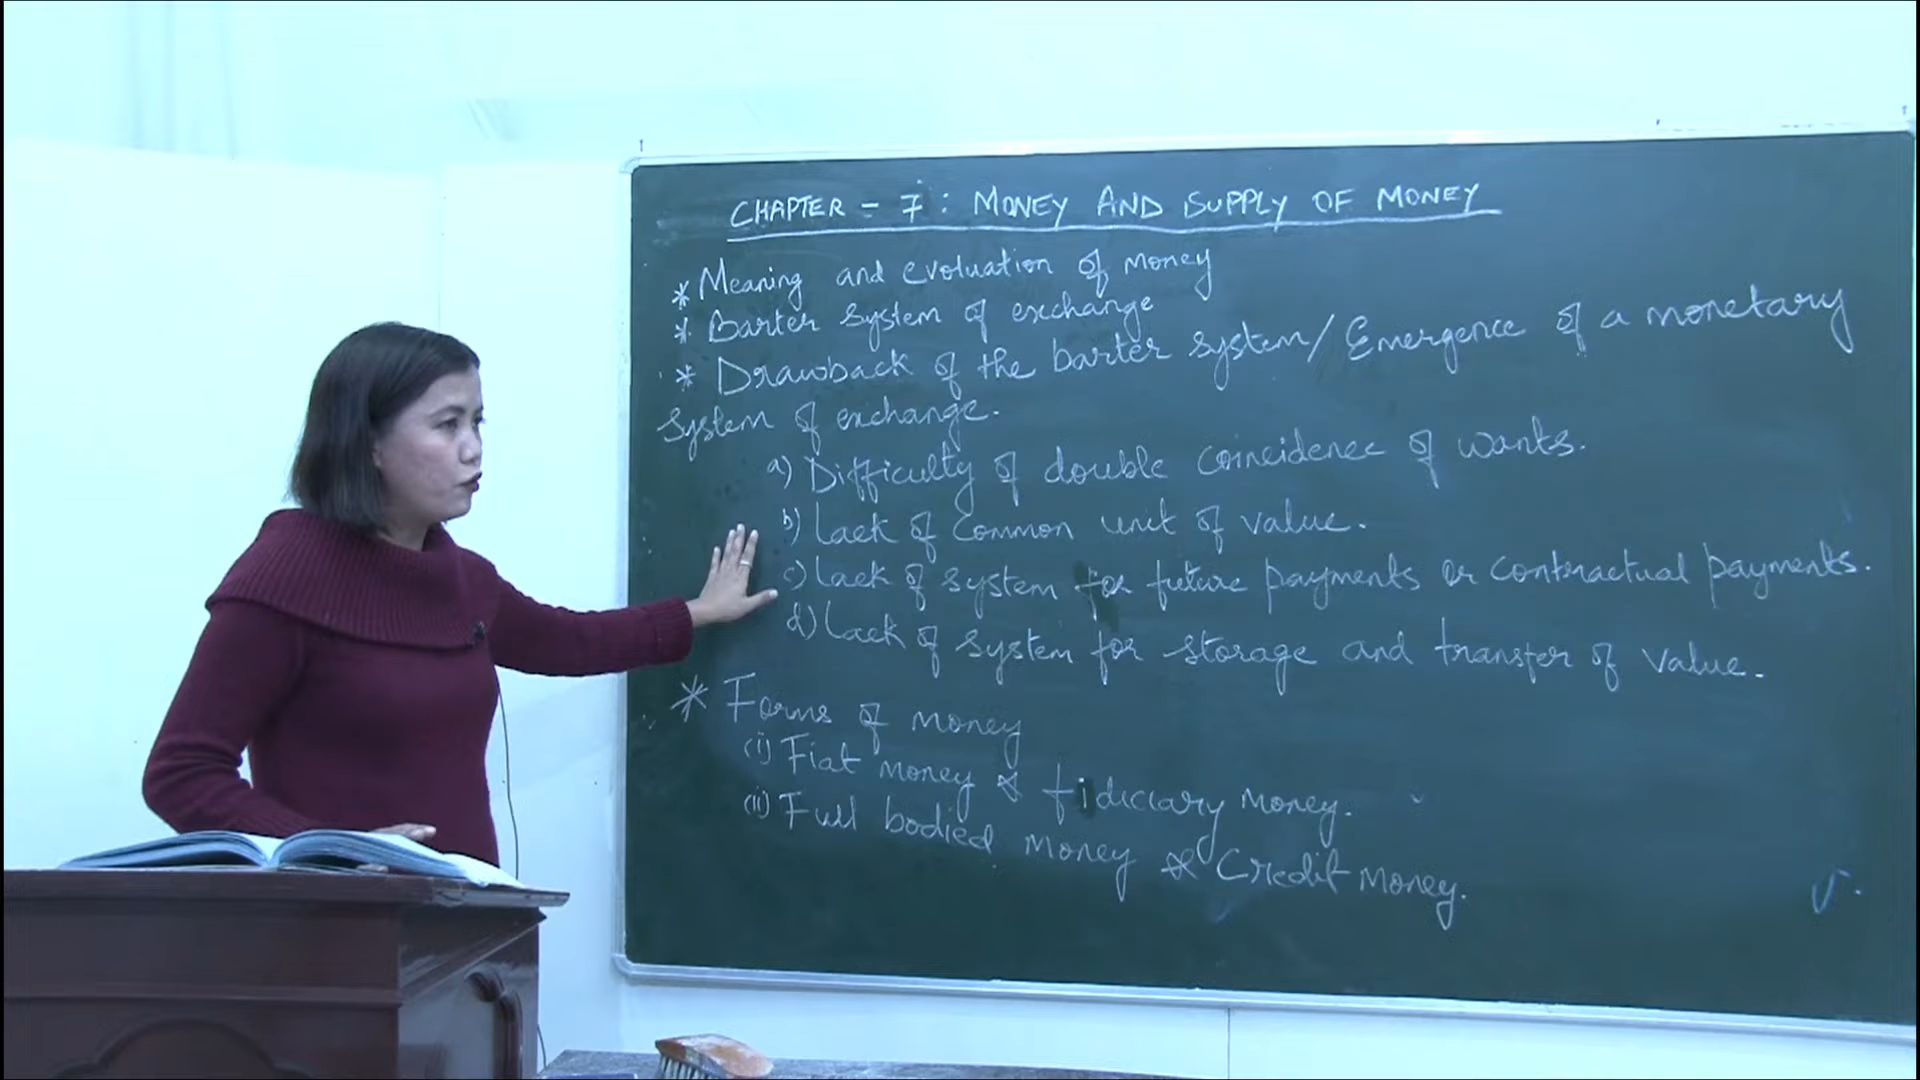 CHAPTER - 7: MONEY AND SUPPLY OF MONEY
* Meaning and evoluation of money
* Barter system of exchange
* Drawback of the barter system/Emergence of a monetary
system of exchange.
a) Difficulty of double coincidence of wants.
b) Lack of common unit of value.
c) Lack of system for future payments or contractual payments.
d) Lack of system for storage and transfer of value.
* Forms of money
(i) Fiat money & fiduciary money.
(ii) Full bodied money & Credit money.